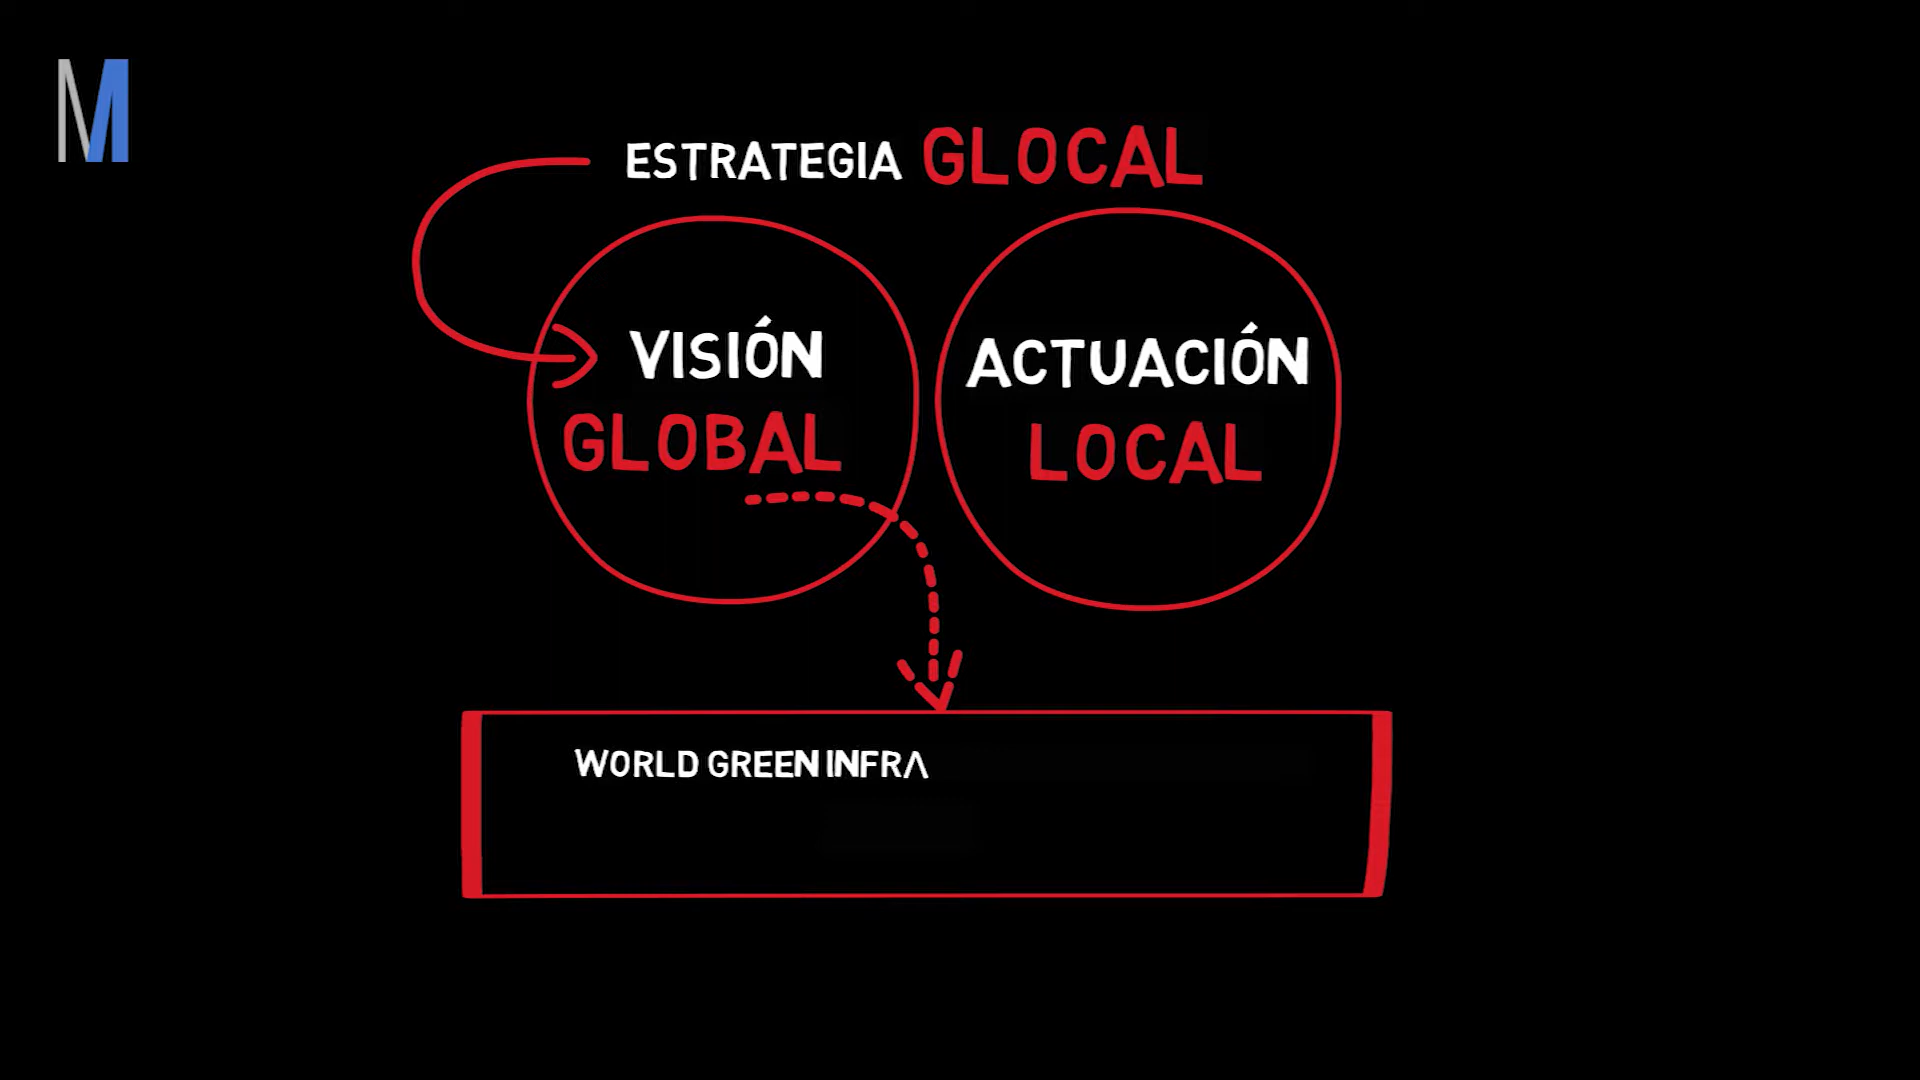 M
ESTRATEGIA GLOCAL
VISIÓN
GLOBAL
ACTUACIÓN
LOCAL
WORLD GREEN INFRA